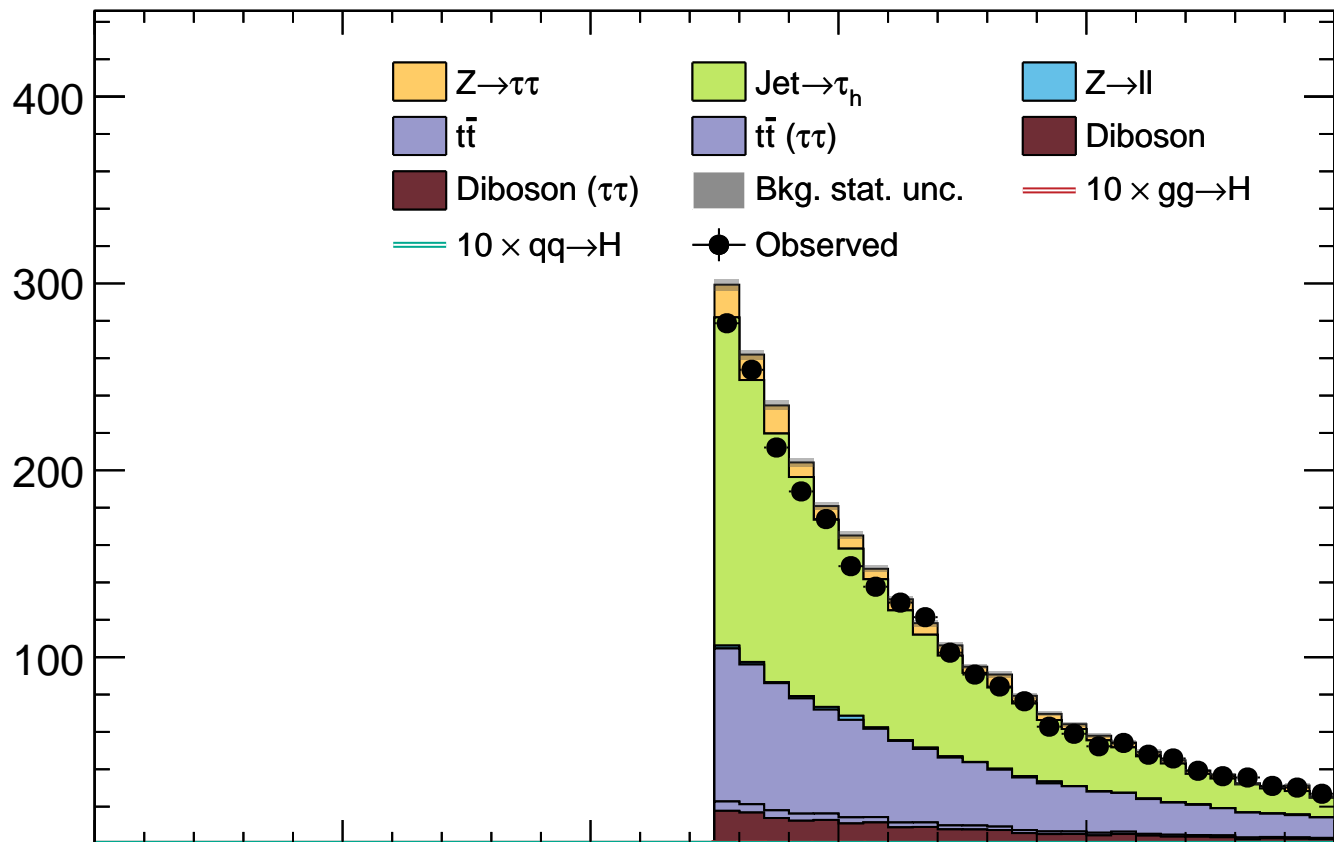 400
300
200
100
Z→ττ Jet→τₕ Z→ll
tt̄ tt̄ (ττ) Diboson
Diboson (ττ) Bkg. stat. unc. 10 × gg→H
10 × qq→H Observed